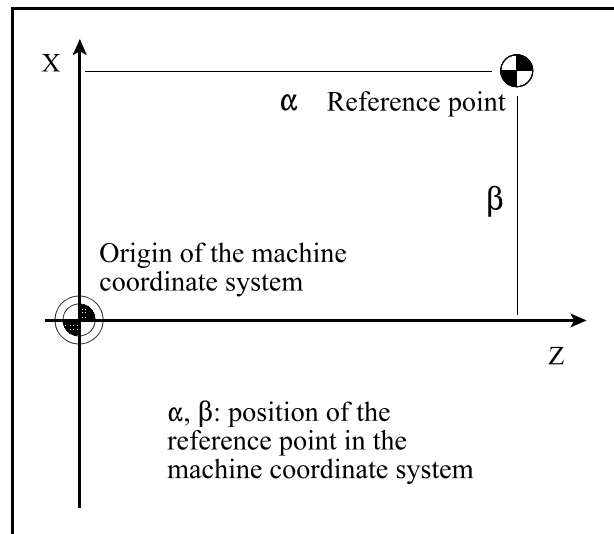 X
α Reference point
β
Origin of the machine
coordinate system
Z
α, β: position of the
reference point in the
machine coordinate system